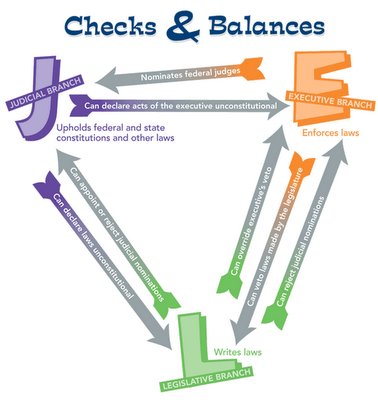 Checks & Balances
J
JUDICIAL BRANCH
Upholds federal and state
constitutions and other laws
E
EXECUTIVE BRANCH
Enforces laws
Nominates federal judges
Can declare acts of the executive unconstitutional
Can appoint or reject judicial nominations
Can declare laws unconstitutional
Can override executive's veto
Can veto laws made by the legislature
Can reject judicial nominations
L
Writes laws
LEGISLATIVE BRANCH